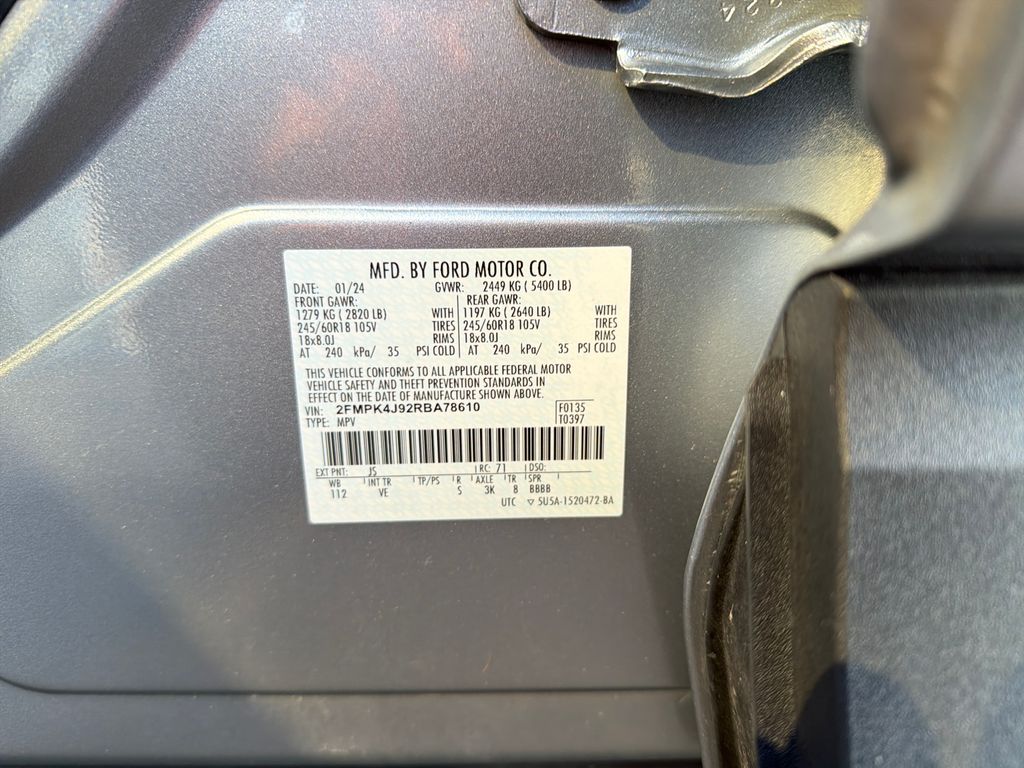 224
MFD. BY FORD MOTOR CO.
DATE: 01/24 GVWR: 2449 KG ( 5400 LB)
FRONT GAWR: REAR GAWR:
1279 KG ( 2820 LB) WITH 1197 KG ( 2640 LB) WITH
245/60R18 105V TIRES 245/60R18 105V TIRES
18x8.0J RIMS 18x8.0J RIMS
AT 240 kPa/ 35 PSI COLD AT 240 kPa/ 35 PSI COLD
THIS VEHICLE CONFORMS TO ALL APPLICABLE FEDERAL MOTOR
VEHICLE SAFETY AND THEFT PREVENTION STANDARDS IN
EFFECT ON THE DATE OF MANUFACTURE SHOWN ABOVE.
VIN: 2FMPK4J92RBA78610 F0135
TYPE: MPV T0397
EXT PNT: JS RC: 71 DSO:
WB INT TR TP/PS R AXLE TR SPR
112 VE S 3K 8 BBBB
UTC ▽ SU5A-1520472-BA